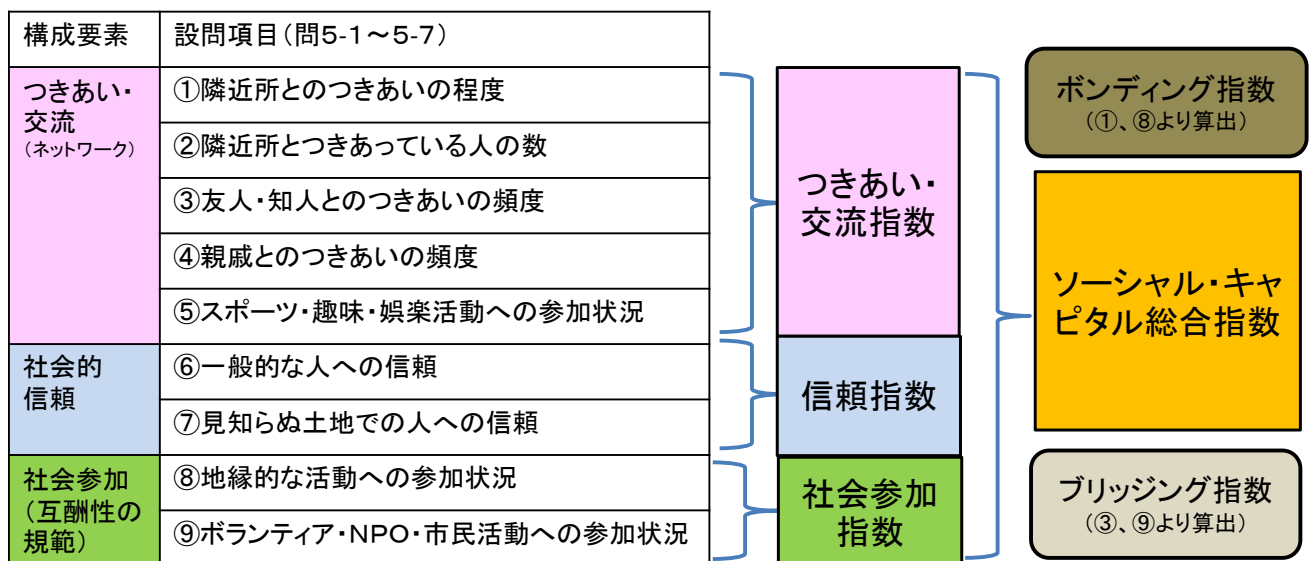 構成要素
設問項目(問5-1～5-7)
つきあい・
交流
(ネットワーク)
①隣近所とのつきあいの程度
②隣近所とつきあっている人の数
③友人・知人とのつきあいの頻度
④親戚とのつきあいの頻度
⑤スポーツ・趣味・娯楽活動への参加状況
社会的
信頼
⑥一般的な人への信頼
⑦見知らぬ土地での人への信頼
社会参加
(互酬性の
規範)
⑧地縁的な活動への参加状況
⑨ボランティア・NPO・市民活動への参加状況
つきあい・
交流指数
信頼指数
社会参加
指数
ボンディング指数
(①、⑧より算出)
ソーシャル・キャ
ピタル総合指数
ブリッジング指数
(③、⑨より算出)